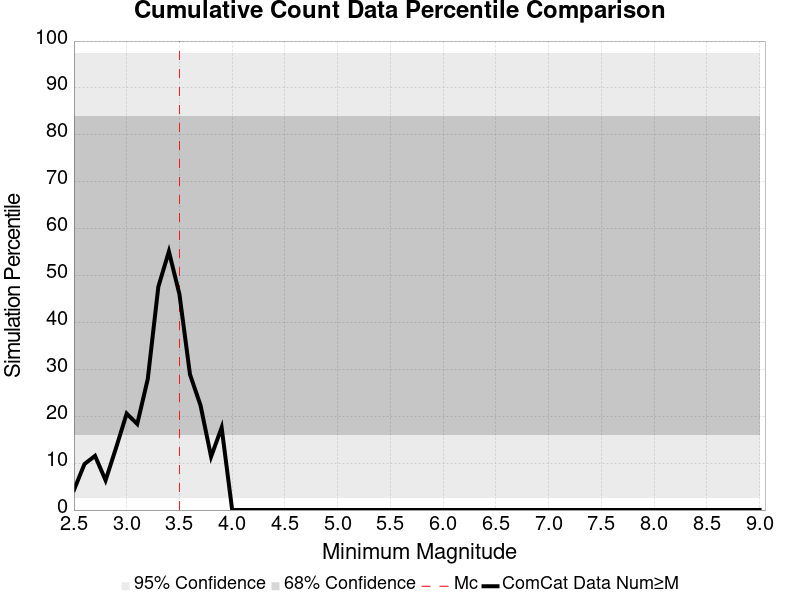 Cumulative Count Data Percentile Comparison
100
90
80
70
60
50
40
30
20
10
0
Simulation Percentile
2.5 3.0 3.5 4.0 4.5 5.0 5.5 6.0 6.5 7.0 7.5 8.0 8.5 9.0
Minimum Magnitude
95% Confidence 68% Confidence Mc ComCat Data Num≥M